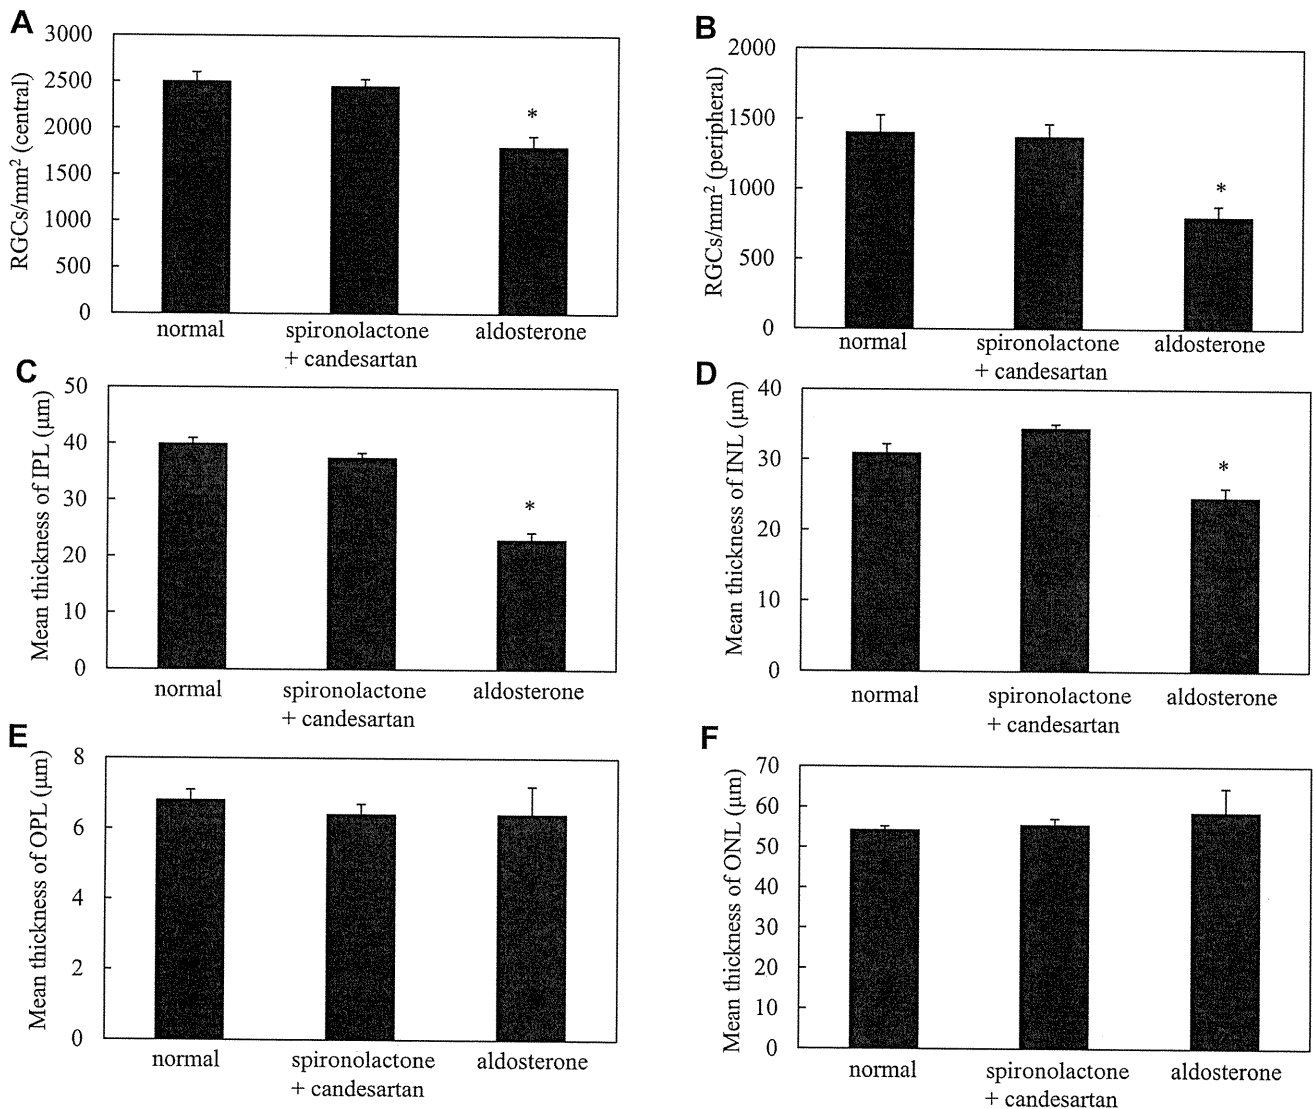 A
RGCs/mm² (central)
3000
2500
2000
1500
1000
500
0
*
normal
spironolactone
+ candesartan
aldosterone
B
RGCs/mm² (peripheral)
2000
1500
1000
500
0
*
normal
spironolactone
+ candesartan
aldosterone
C
Mean thickness of IPL (μm)
50
40
30
20
10
0
*
normal
spironolactone
+ candesartan
aldosterone
D
Mean thickness of INL (μm)
40
30
20
10
0
*
normal
spironolactone
+ candesartan
aldosterone
E
Mean thickness of OPL (μm)
8
6
4
2
0
normal
spironolactone
+ candesartan
aldosterone
F
Mean thickness of ONL (μm)
70
60
50
40
30
20
10
0
normal
spironolactone
+ candesartan
aldosterone